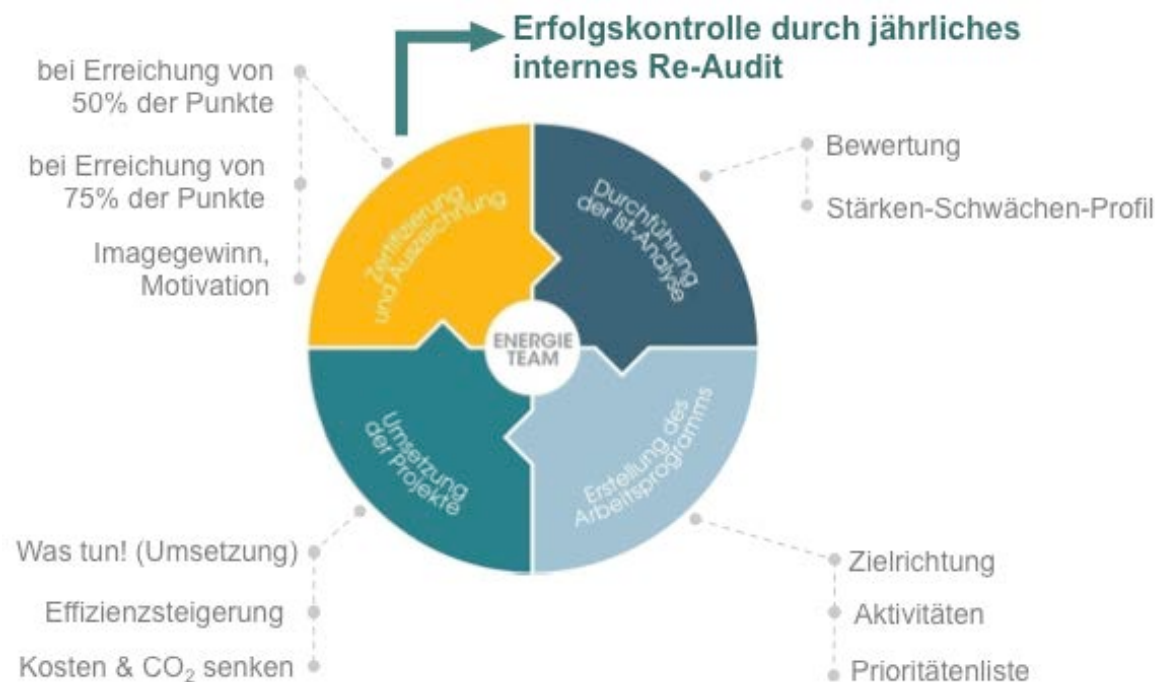 Erfolgskontrolle durch jährliches
internes Re-Audit
bei Erreichung von
50% der Punkte
bei Erreichung von
75% der Punkte
Imagegewinn,
Motivation
Bewertung
Stärken-Schwächen-Profil
Zertifizierung
und Auszeichnung
Durchführung
der Ist-Analyse
ENERGIE
TEAM
Umsetzung
der Projekte
Erstellung des
Arbeitsprogramms
Was tun! (Umsetzung)
Effizienzsteigerung
Kosten & CO₂ senken
Zielrichtung
Aktivitäten
Prioritätenliste